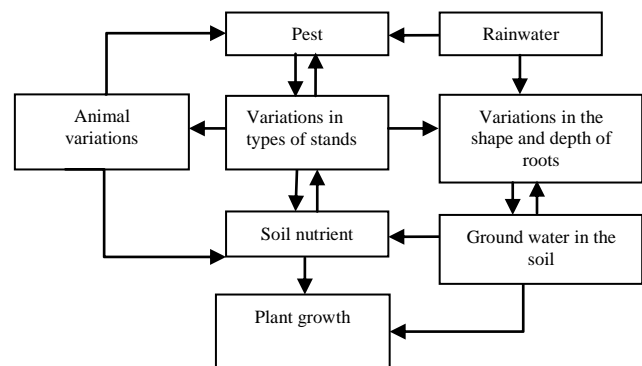 Pest
Rainwater
Animal
variations
Variations in
types of stands
Variations in the
shape and depth of
roots
Soil nutrient
Ground water in the
soil
Plant growth